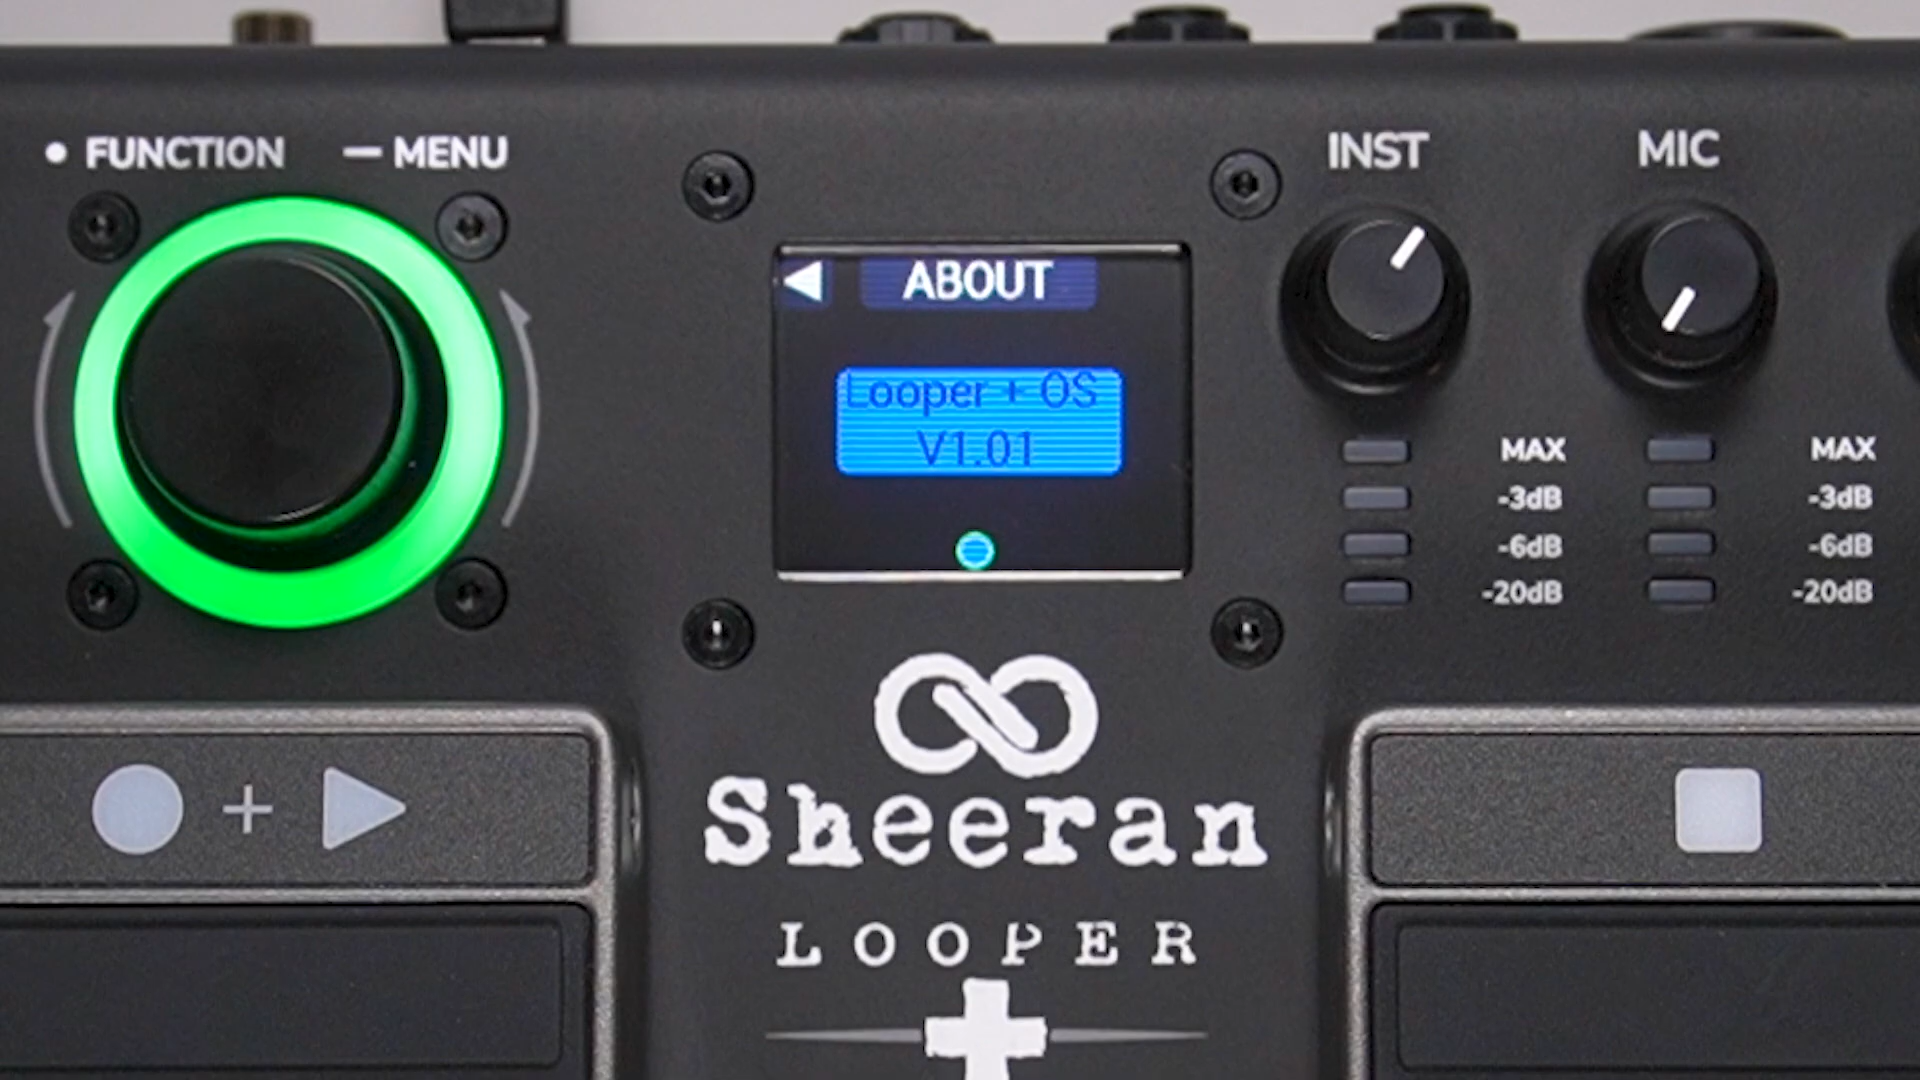 ● FUNCTION — MENU
INST
MIC
ABOUT
Looper + OS
V1.01
MAX
-3dB
-6dB
-20dB
MAX
-3dB
-6dB
-20dB
Sheeran
LOOPER
+